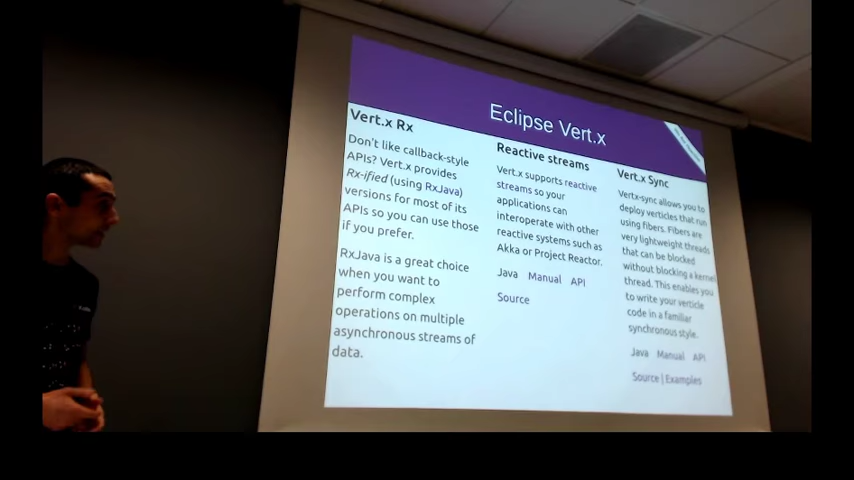 Eclipse Vert.x
Vert.x Rx
Don't like callback-style
APIs? Vert.x provides
Rx-ified (using RxJava)
versions for most of its
APIs so you can use those
if you prefer.
RxJava is a great choice
when you want to
perform complex
operations on multiple
asynchronous streams of
data.
Reactive streams
Vert.x supports reactive
streams so your
applications can
interoperate with other
reactive systems such as
Akka or Project Reactor.
Java Manual API
Source
Vert.x Sync
Vertx-sync allows you to
deploy verticles that run
using fibers. Fibers are
very lightweight threads
that can be blocked
without blocking a kernel
thread. This enables you
to write your verticle
code in a familiar
synchronous style.
Java Manual API
Source | Examples